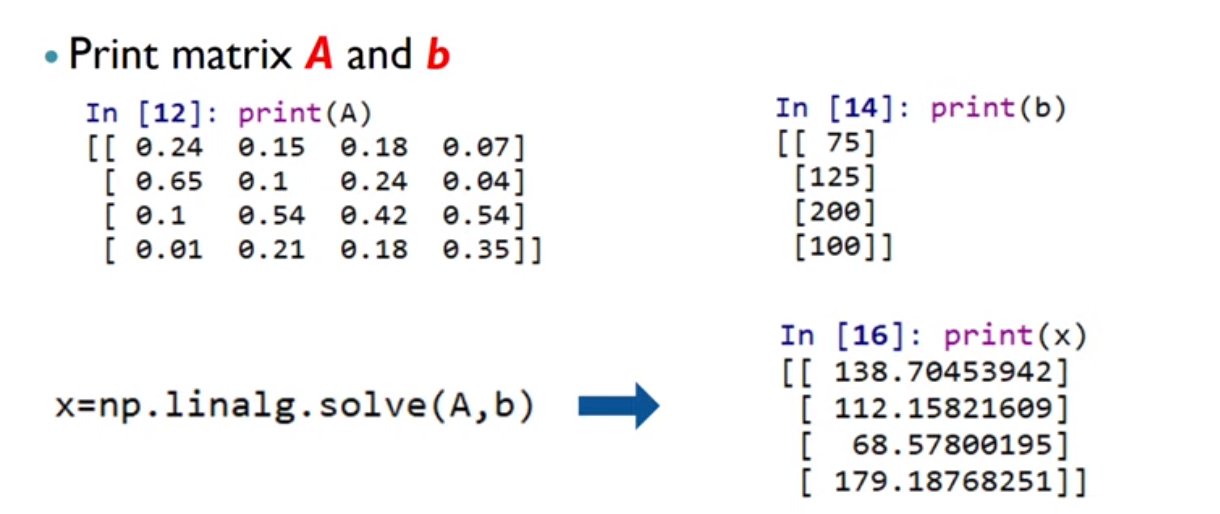 • Print matrix A and b
In [12]: print(A)
[[ 0.24 0.15 0.18 0.07]
[ 0.65 0.1 0.24 0.04]
[ 0.1 0.54 0.42 0.54]
[ 0.01 0.21 0.18 0.35]]
In [14]: print(b)
[[ 75]
[125]
[200]
[100]]
x=np.linalg.solve(A,b)
In [16]: print(x)
[[ 138.70453942]
[ 112.15821609]
[ 68.57800195]
[ 179.18768251]]